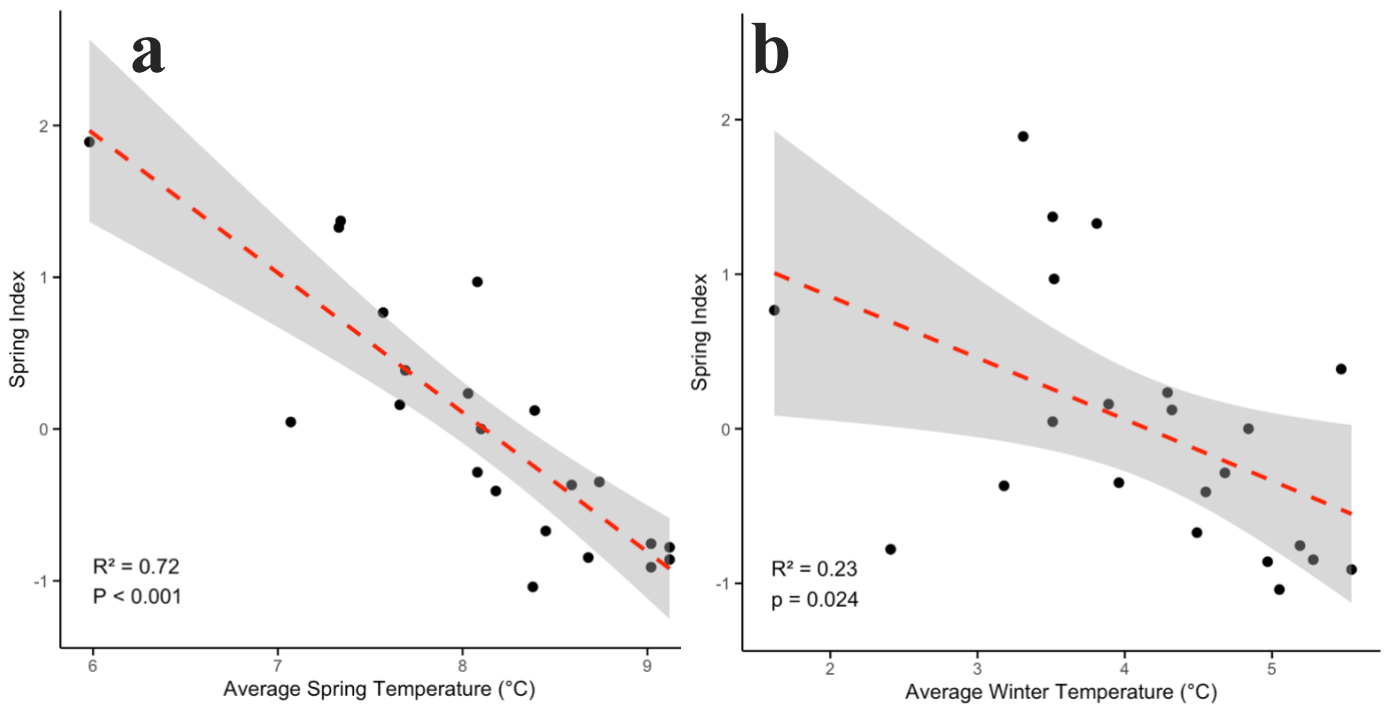 a
2
1
0
-1
Spring Index
R² = 0.72
P < 0.001
6 7 8 9
Average Spring Temperature (°C)
b
2
1
0
-1
Spring Index
R² = 0.23
p = 0.024
2 3 4 5
Average Winter Temperature (°C)